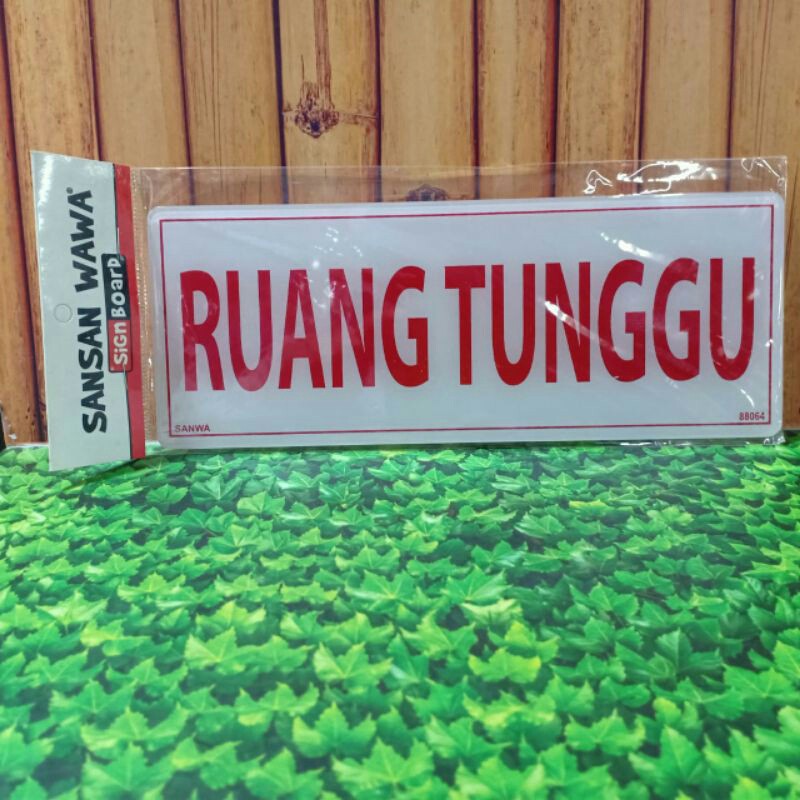 SANSAN WAWA®
SiGn BoarD
RUANG TUNGGU
SANWA
88064